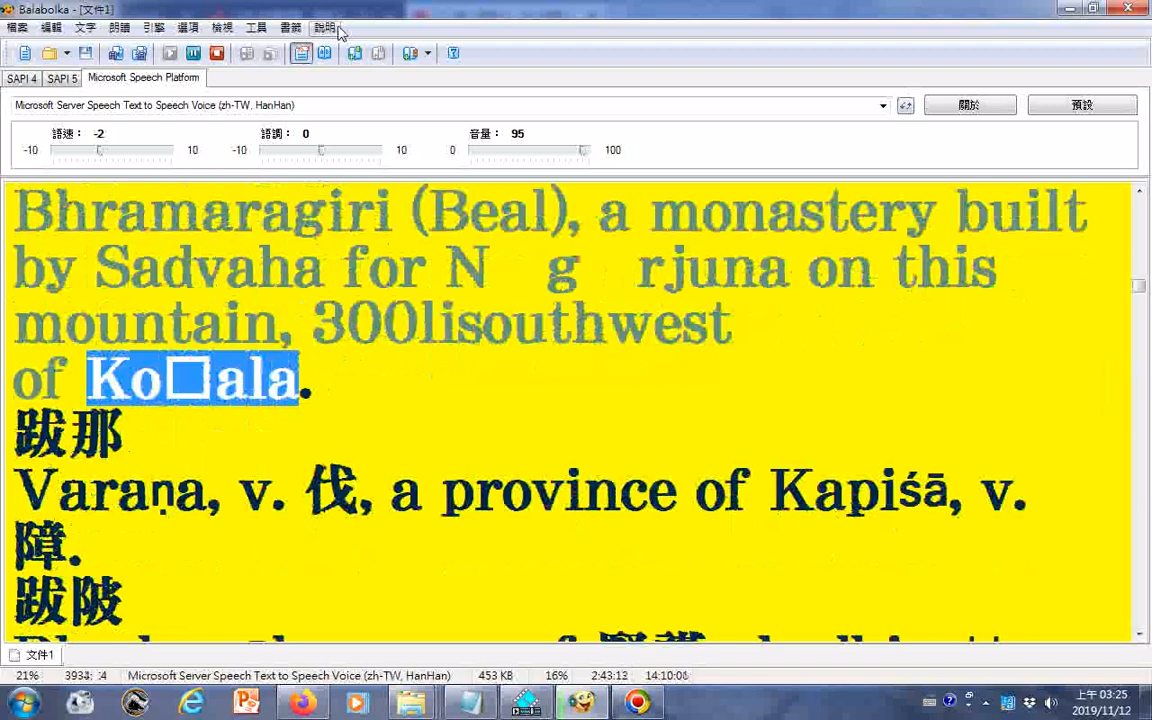 Balabolka - [文件1]
檔案 編輯 文字 朗讀 引擎 選項 檢視 工具 書籤 說明
SAPI 4 SAPI 5 Microsoft Speech Platform
Microsoft Server Speech Text to Speech Voice (zh-TW, HanHan) 關於 預設
語速： -2 語調： 0 音量： 95
-10 10 -10 10 0 100
Bhramaragiri (Beal), a monastery built
by Sadvaha for N g rjuna on this
mountain, 300lisouthwest
of Ko□ala.
跋那
Varaṇa, v. 伐, a province of Kapiśā, v.
障.
跋陂
文件1
21% Microsoft Server Speech Text to Speech Voice (zh-TW, HanHan) 453 KB 16% 2:43:12 14:10:08
上午 03:25
2019/11/12